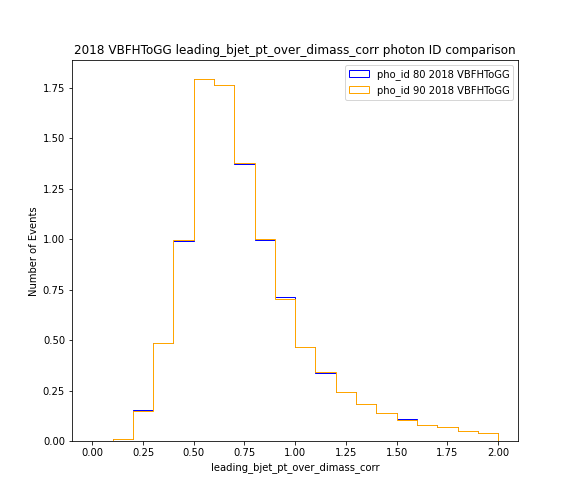 2018 VBFHToGG leading_bjet_pt_over_dimass_corr photon ID comparison
pho_id 80 2018 VBFHToGG
pho_id 90 2018 VBFHToGG
Number of Events
1.75
1.50
1.25
1.00
0.75
0.50
0.25
0.00
0.00 0.25 0.50 0.75 1.00 1.25 1.50 1.75 2.00
leading_bjet_pt_over_dimass_corr